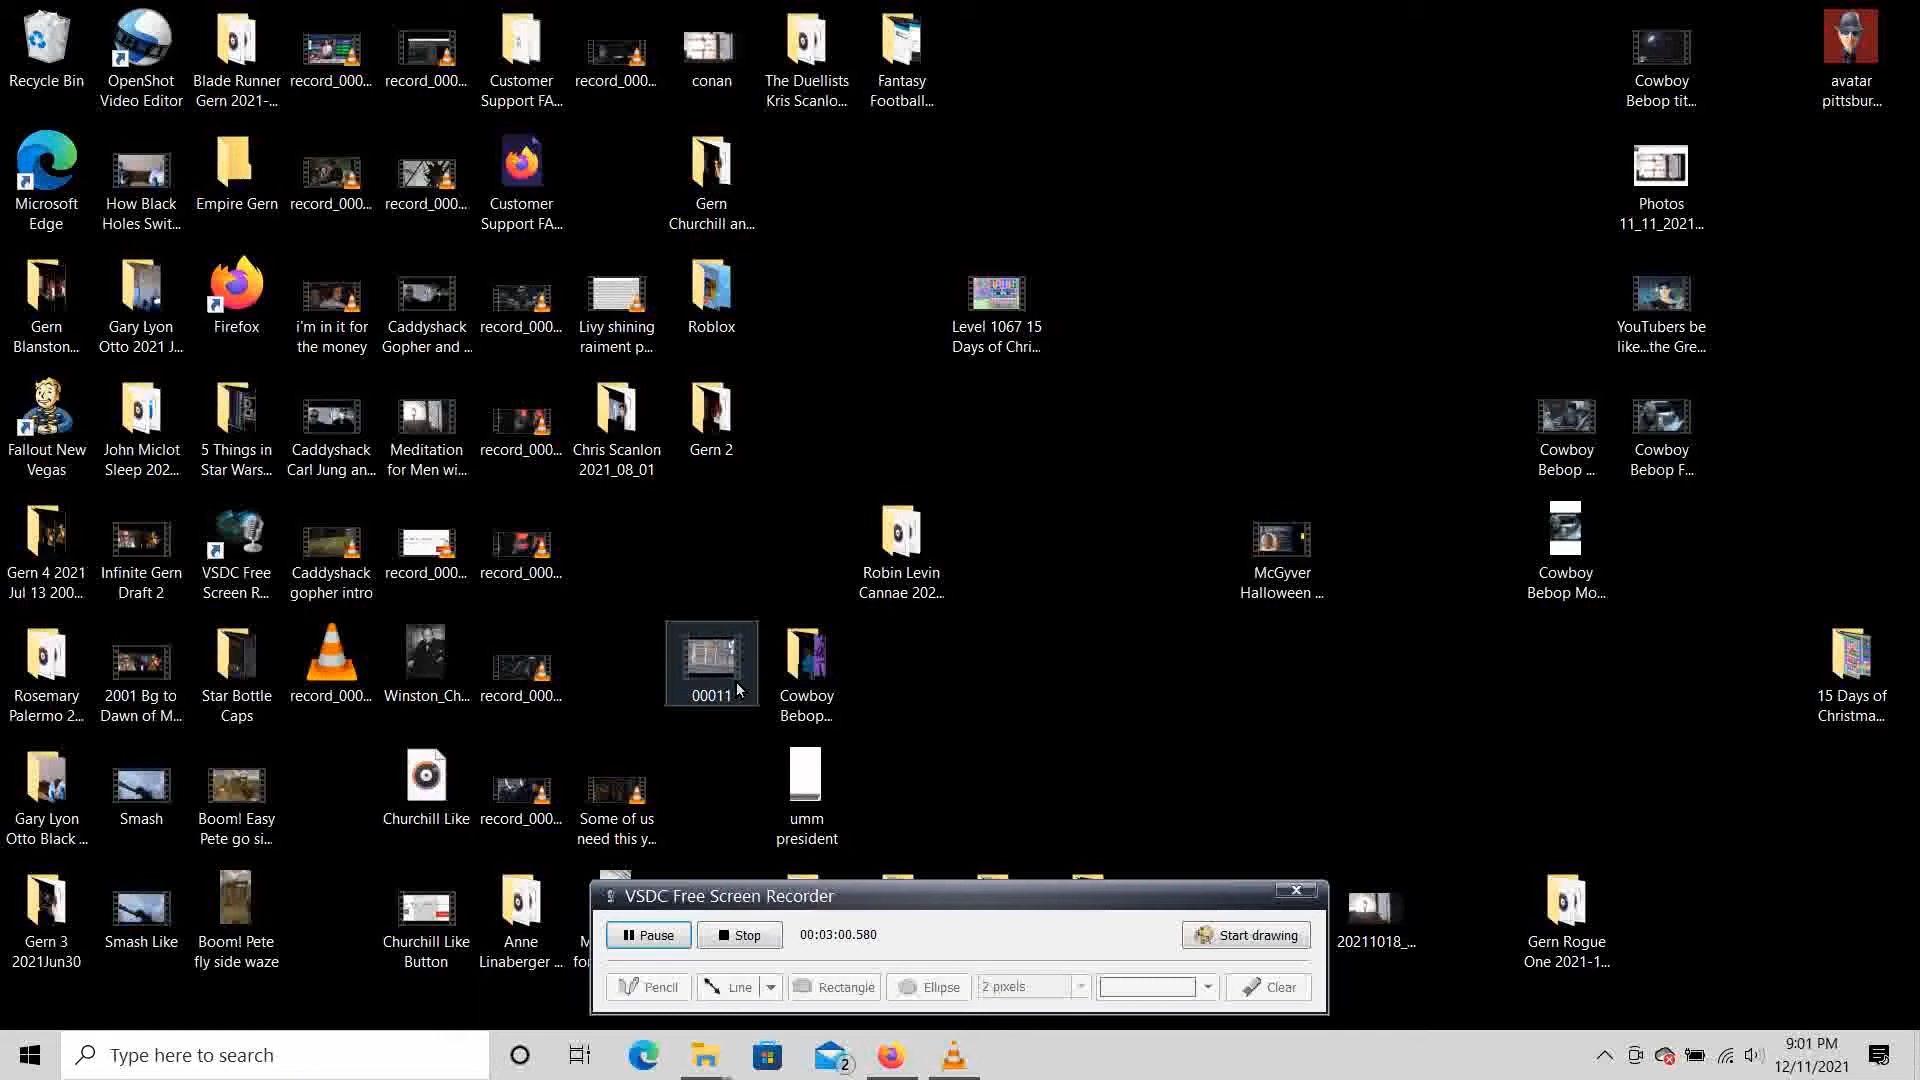 Recycle Bin
OpenShot
Video Editor
Blade Runner
Gern 2021-...
record_000...
record_000...
Customer
Support FA...
record_000...
conan
The Duellists
Kris Scanlo...
Fantasy
Football...
Cowboy
Bebop tit...
avatar
pittsbur...
Microsoft
Edge
How Black
Holes Swit...
Empire Gern
record_000...
record_000...
Customer
Support FA...
Gern
Churchill an...
Photos
11_11_2021...
Gern
Blanston...
Gary Lyon
Otto 2021 J...
Firefox
i'm in it for
the money
Caddyshack
Gopher and ...
record_000...
Livy shining
raiment p...
Roblox
Level 1067 15
Days of Chri...
YouTubers be
like...the Gre...
Fallout New
Vegas
John Miclot
Sleep 202...
5 Things in
Star Wars...
Caddyshack
Carl Jung an...
Meditation
for Men wi...
record_000...
Chris Scanlon
2021_08_01
Gern 2
Cowboy
Bebop ...
Cowboy
Bebop F...
Gern 4 2021
Jul 13 200...
Infinite Gern
Draft 2
VSDC Free
Screen R...
Caddyshack
gopher intro
record_000...
record_000...
Robin Levin
Cannae 202...
McGyver
Halloween ...
Cowboy
Bebop Mo...
Rosemary
Palermo 2...
2001 Bg to
Dawn of M...
Star Bottle
Caps
record_000...
Winston_Ch...
record_000...
00011
Cowboy
Bebop...
15 Days of
Christma...
Gary Lyon
Otto Black ...
Smash
Boom! Easy
Pete go si...
Churchill Like
record_000...
Some of us
need this y...
umm
president
Gern 3
2021Jun30
Smash Like
Boom! Pete
fly side waze
Churchill Like
Button
Anne
Linaberger ...
20211018_...
Gern Rogue
One 2021-1...
VSDC Free Screen Recorder
Pause
Stop
00:03:00.580
Start drawing
Pencil
Line
Rectangle
Ellipse
2 pixels
Clear
Type here to search
2
9:01 PM
12/11/2021